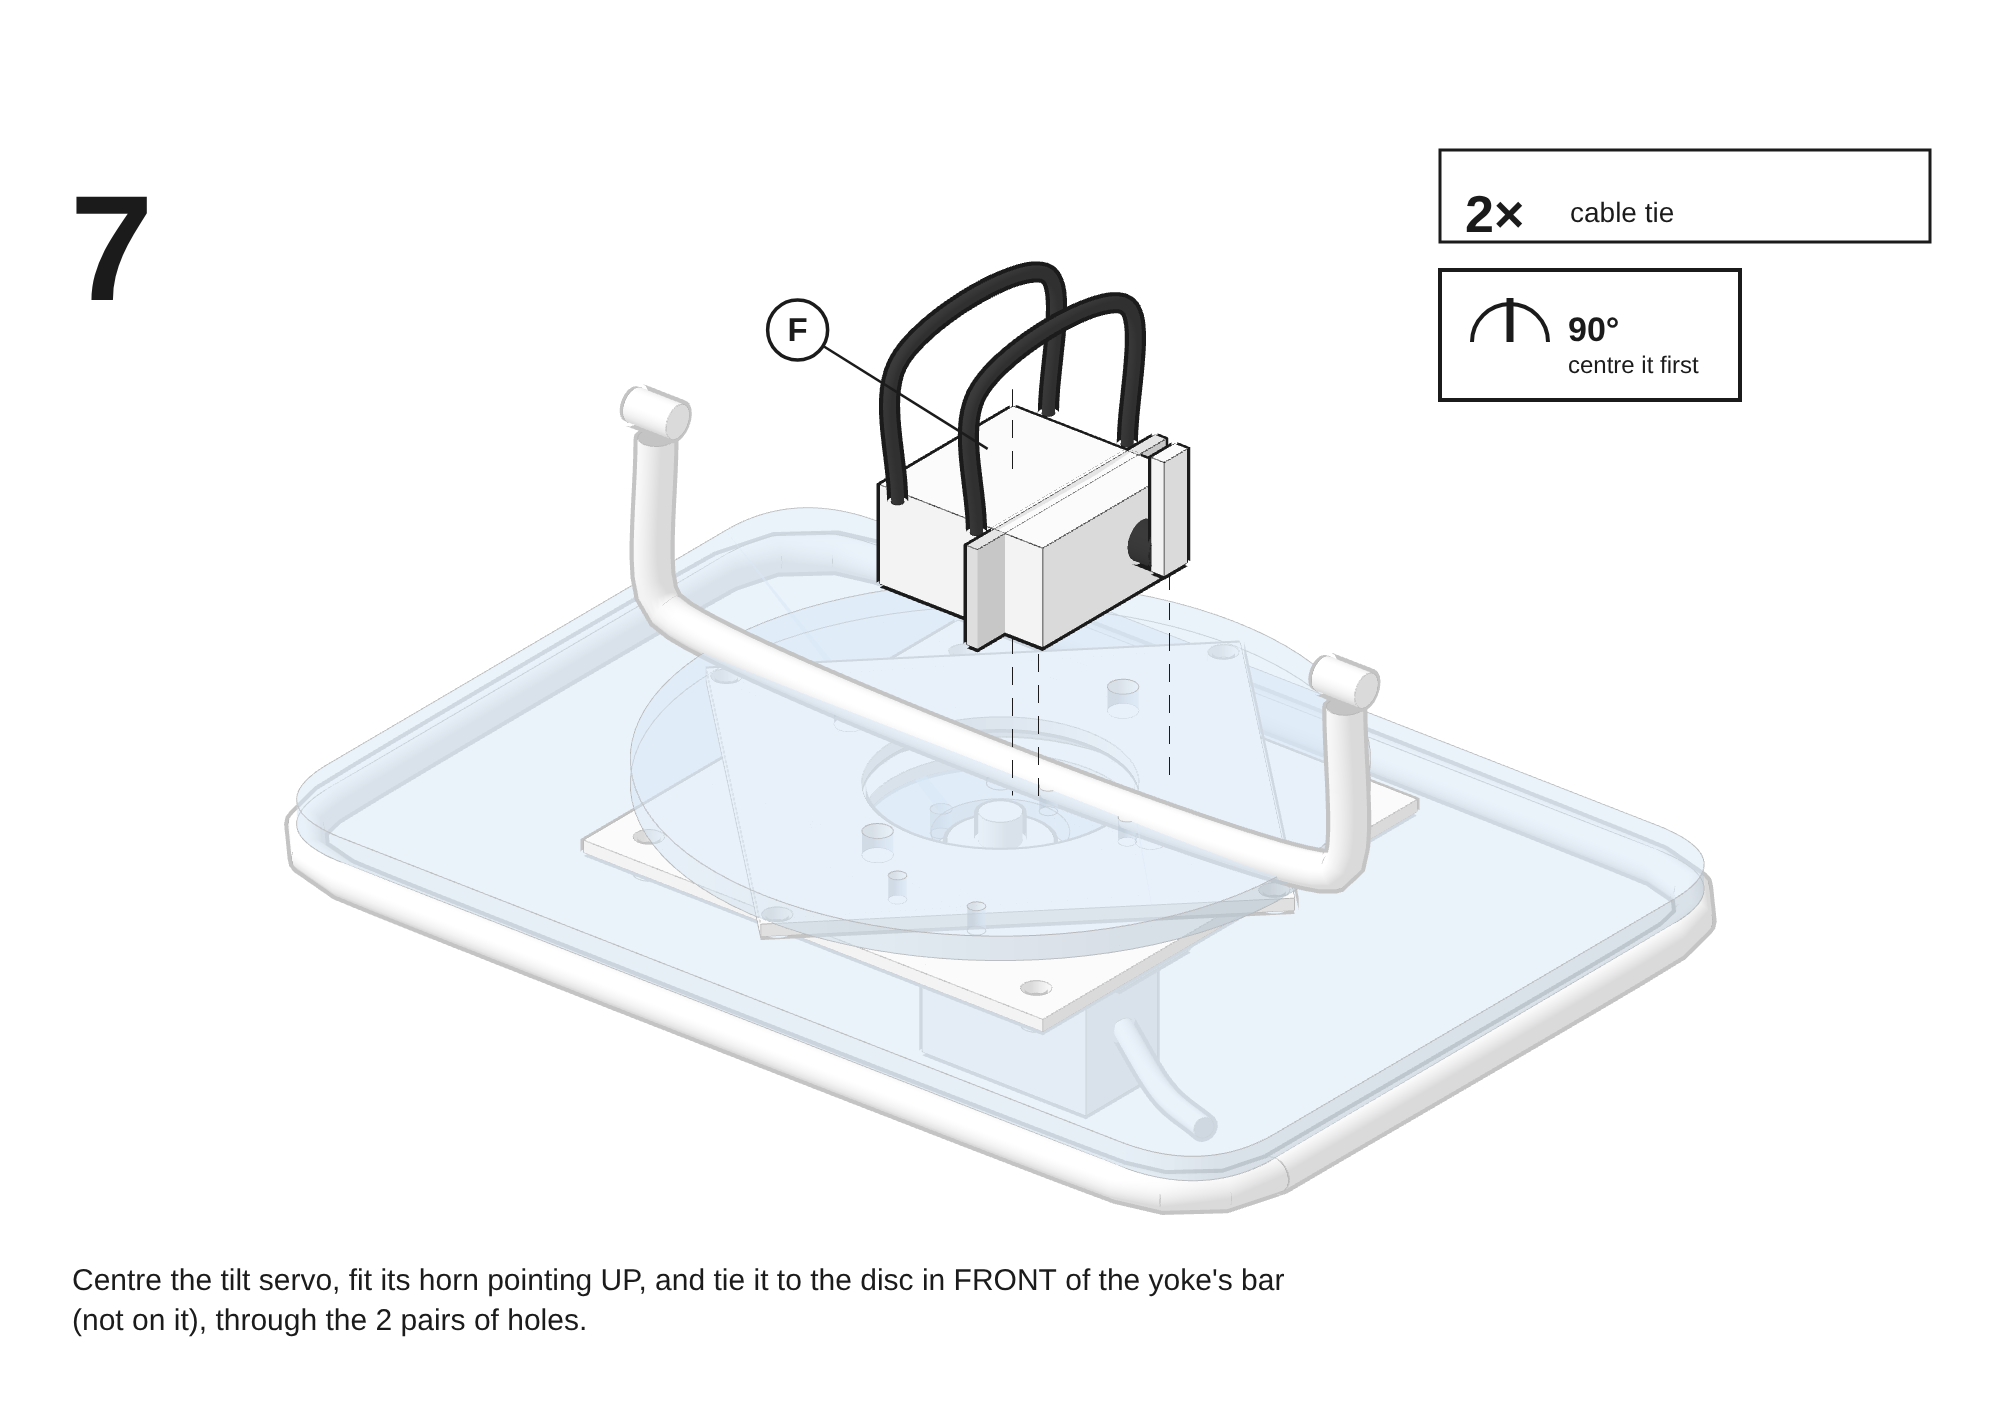 7
2× cable tie
90°
centre it first
F
Centre the tilt servo, fit its horn pointing UP, and tie it to the disc in FRONT of the yoke's bar
(not on it), through the 2 pairs of holes.